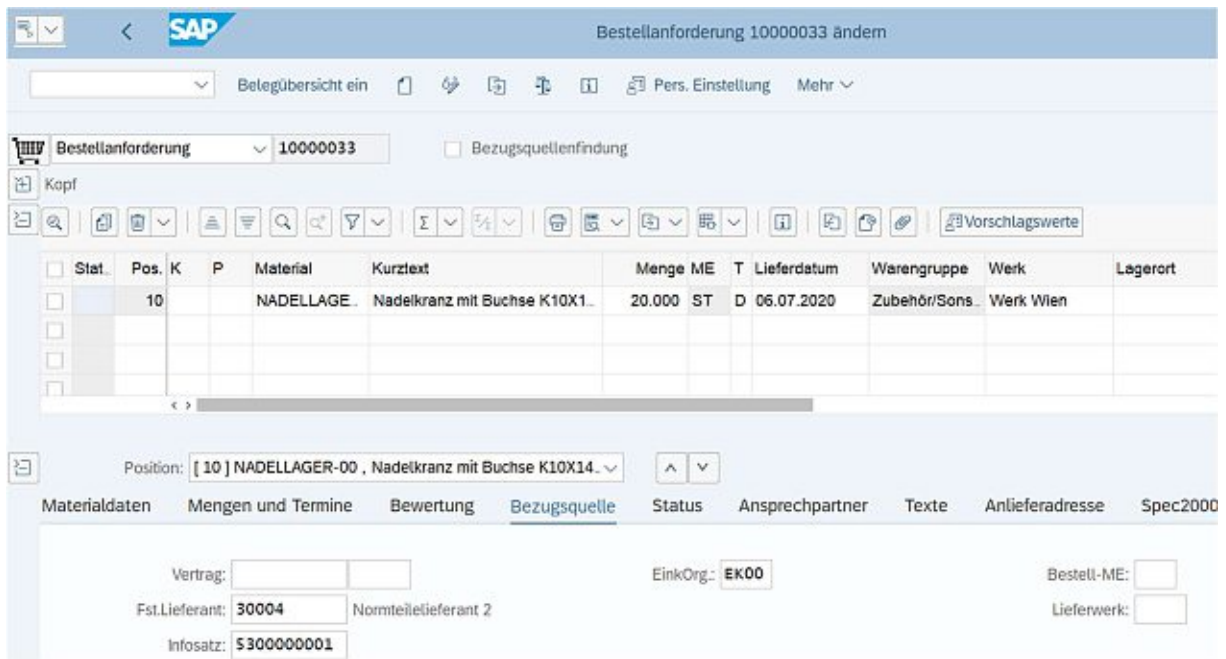 SAP Bestellanforderung 10000033 ändern
Belegübersicht ein Pers. Einstellung Mehr
Bestellanforderung 10000033 Bezugsquellenfindung
Kopf
Vorschlagswerte
Stat.. Pos. K P Material Kurztext Menge ME T Lieferdatum Warengruppe Werk Lagerort
10 NADELLAGE.. Nadelkranz mit Buchse K10X1.. 20.000 ST D 06.07.2020 Zubehör/Sons.. Werk Wien
Position: [ 10 ] NADELLAGER-00 , Nadelkranz mit Buchse K10X14..
Materialdaten Mengen und Termine Bewertung Bezugsquelle Status Ansprechpartner Texte Anlieferadresse Spec2000
Vertrag: EinkOrg.: EK00 Bestell-ME:
Fst.Lieferant: 30004 Normteilelieferant 2 Lieferwerk:
Infosatz: 5300000001